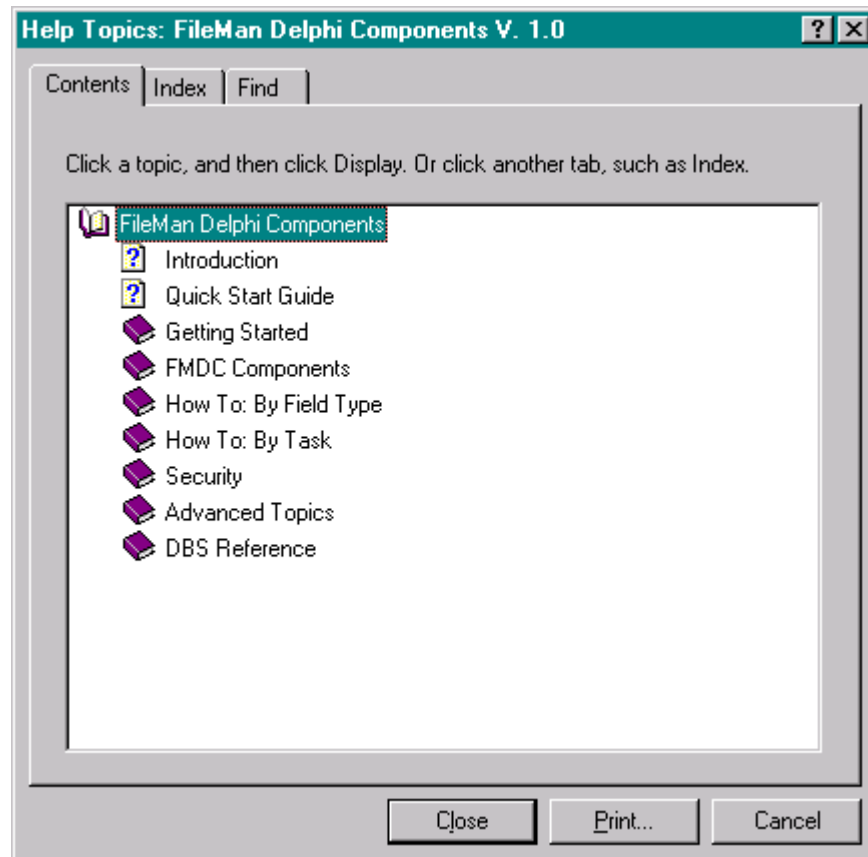 Help Topics: FileMan Delphi Components V. 1.0
Contents Index Find
Click a topic, and then click Display. Or click another tab, such as Index.
FileMan Delphi Components
Introduction
Quick Start Guide
Getting Started
FMDC Components
How To: By Field Type
How To: By Task
Security
Advanced Topics
DBS Reference
Close Print... Cancel